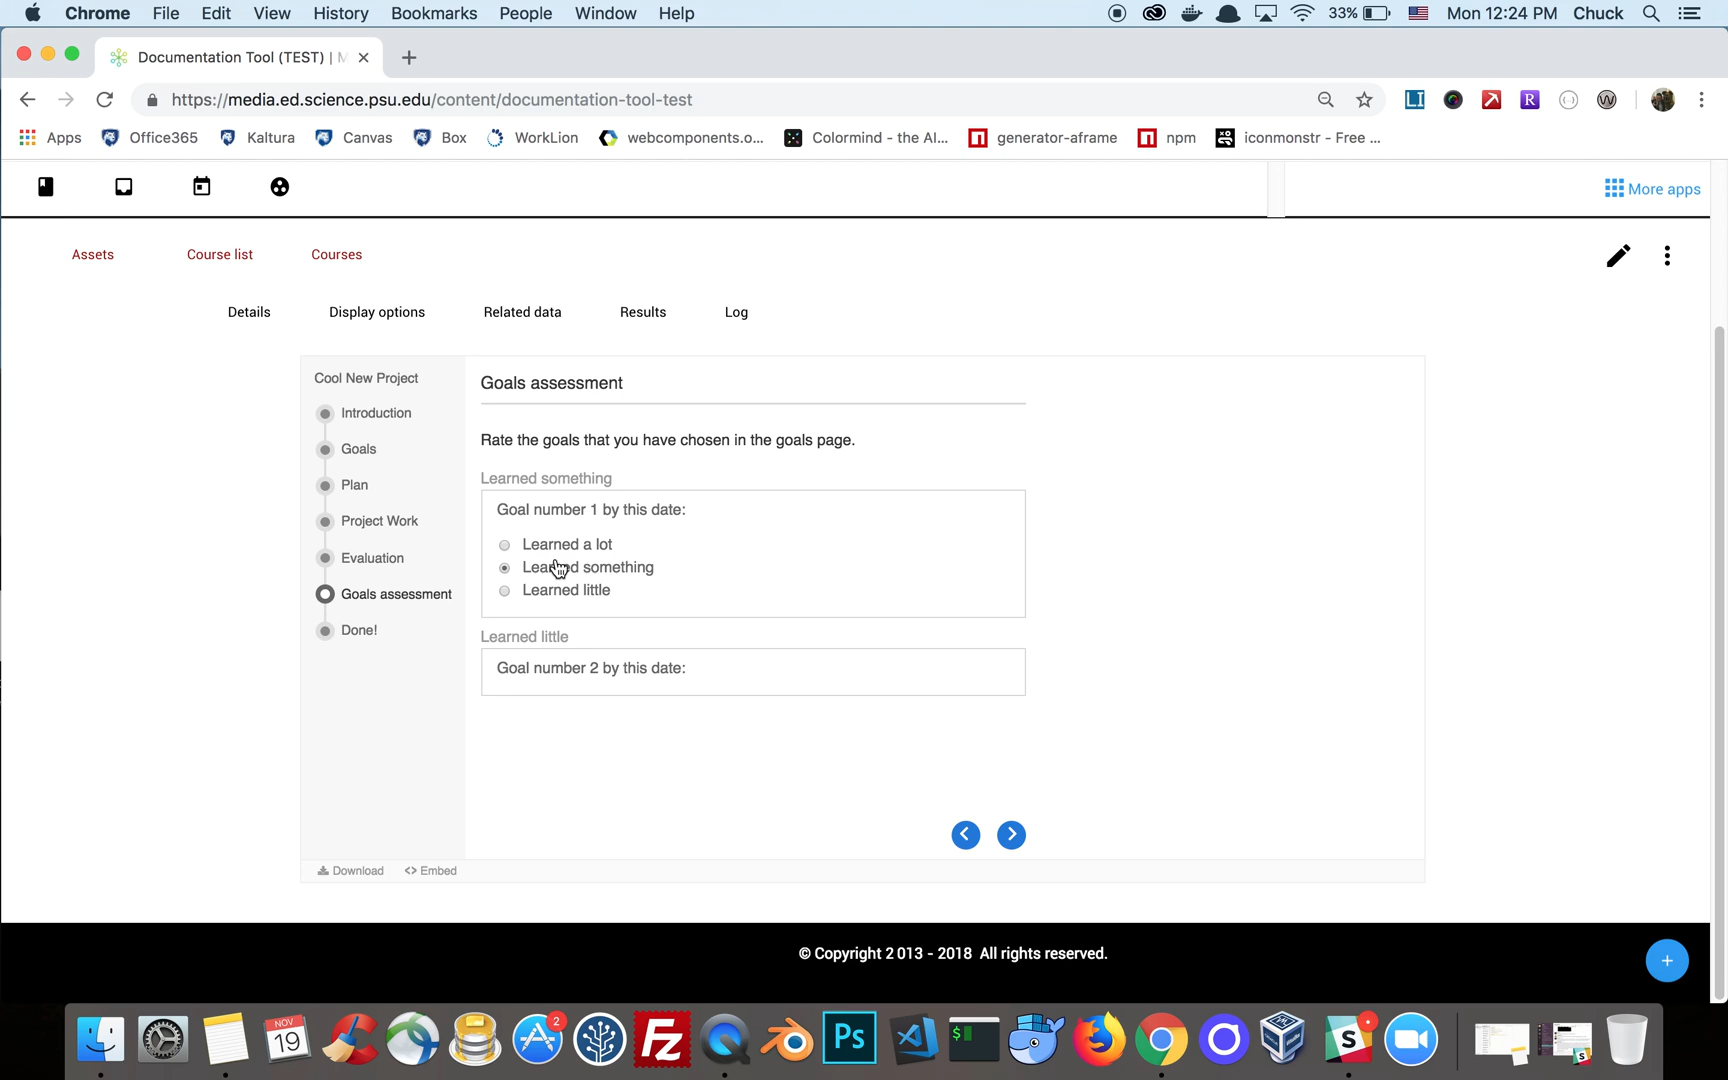 Chrome File Edit View History Bookmarks People Window Help 33% Mon 12:24 PM Chuck
Documentation Tool (TEST) | M
https://media.ed.science.psu.edu/content/documentation-tool-test
Apps Office365 Kaltura Canvas Box WorkLion webcomponents.o... Colormind - the AI... generator-aframe npm iconmonstr - Free ...
More apps
Assets Course list Courses
Details Display options Related data Results Log
Cool New Project
Introduction
Goals
Plan
Project Work
Evaluation
Goals assessment
Done!
Goals assessment
Rate the goals that you have chosen in the goals page.
Learned something
Goal number 1 by this date:
Learned a lot
Learned something
Learned little
Learned little
Goal number 2 by this date:
Download Embed
© Copyright 2 013 - 2018 All rights reserved.
NOV
19
2
Fz
Ps
$
S